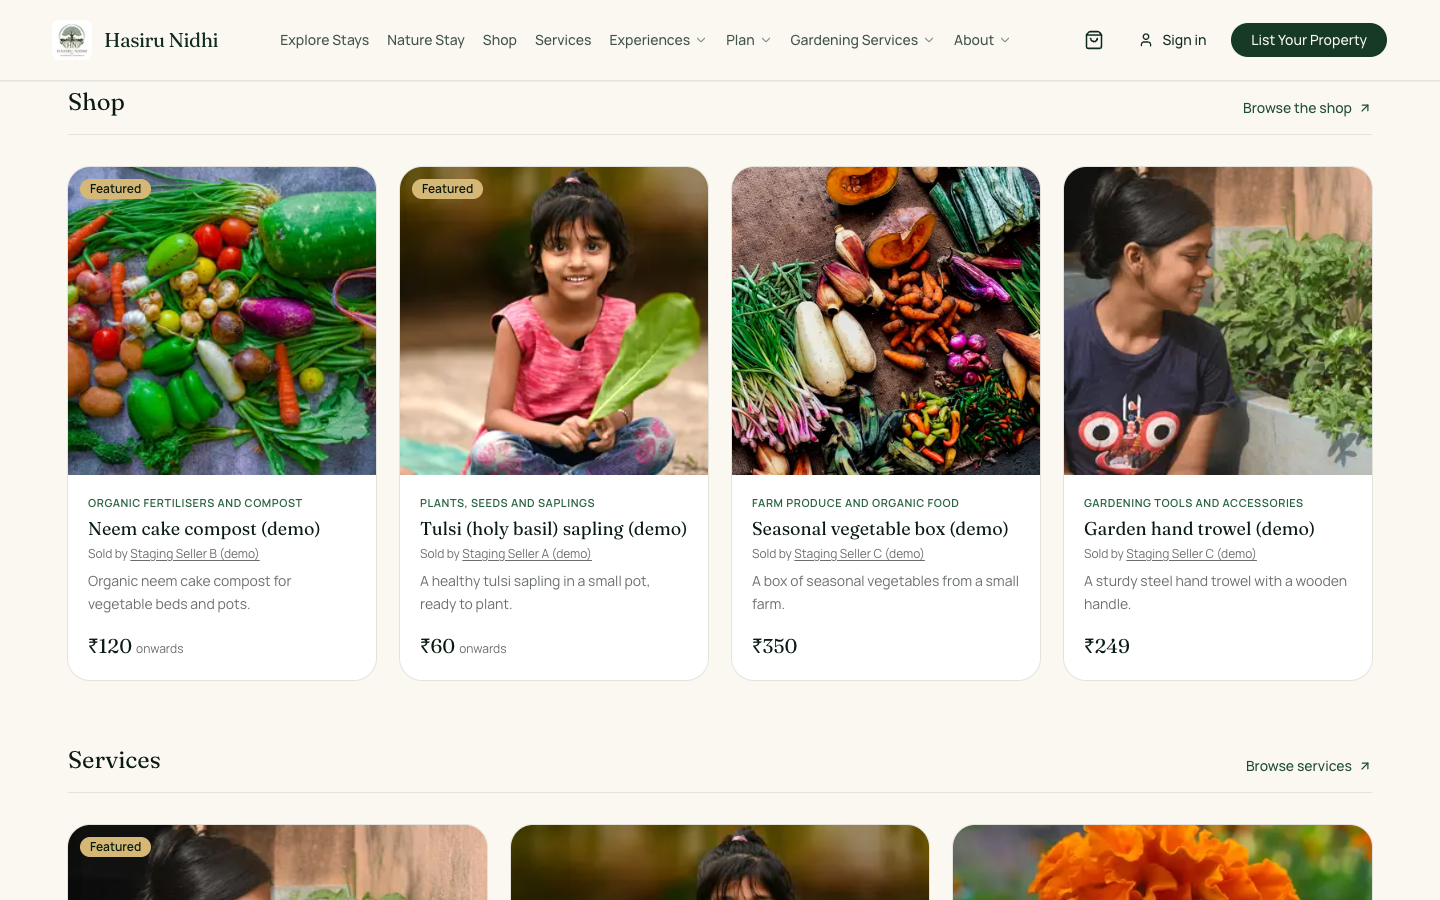 Hasiru Nidhi
Explore Stays
Nature Stay
Shop
Services
Experiences
Plan
Gardening Services
About
Sign in
List Your Property
Shop
Browse the shop
Featured
ORGANIC FERTILISERS AND COMPOST
Neem cake compost (demo)
Sold by Staging Seller B (demo)
Organic neem cake compost for
vegetable beds and pots.
₹120 onwards
Featured
PLANTS, SEEDS AND SAPLINGS
Tulsi (holy basil) sapling (demo)
Sold by Staging Seller A (demo)
A healthy tulsi sapling in a small pot,
ready to plant.
₹60 onwards
FARM PRODUCE AND ORGANIC FOOD
Seasonal vegetable box (demo)
Sold by Staging Seller C (demo)
A box of seasonal vegetables from a small
farm.
₹350
GARDENING TOOLS AND ACCESSORIES
Garden hand trowel (demo)
Sold by Staging Seller C (demo)
A sturdy steel hand trowel with a wooden
handle.
₹249
Services
Browse services
Featured